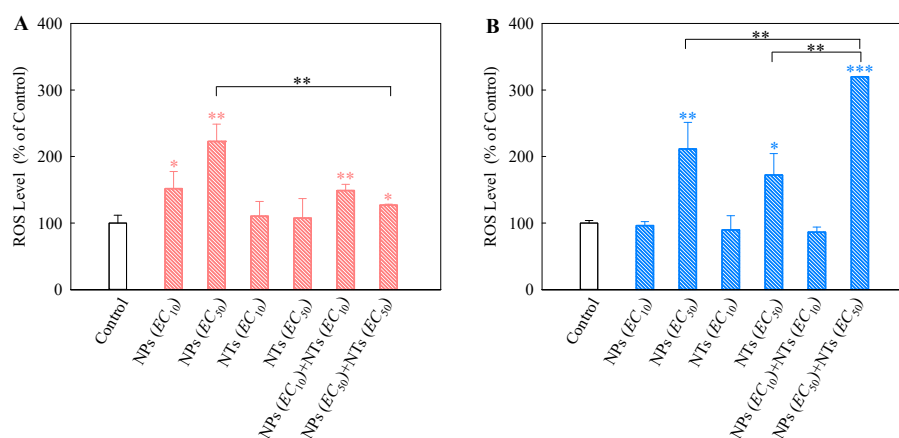 A
ROS Level (% of Control)
400
300
200
100
0
*
**
**
*
**
Control
NPs (EC10)
NPs (EC50)
NTs (EC10)
NTs (EC50)
NPs (EC10)+NTs (EC10)
NPs (EC50)+NTs (EC50)
B
ROS Level (% of Control)
400
300
200
100
0
**
*
***
**
**
Control
NPs (EC10)
NPs (EC50)
NTs (EC10)
NTs (EC50)
NPs (EC10)+NTs (EC10)
NPs (EC50)+NTs (EC50)